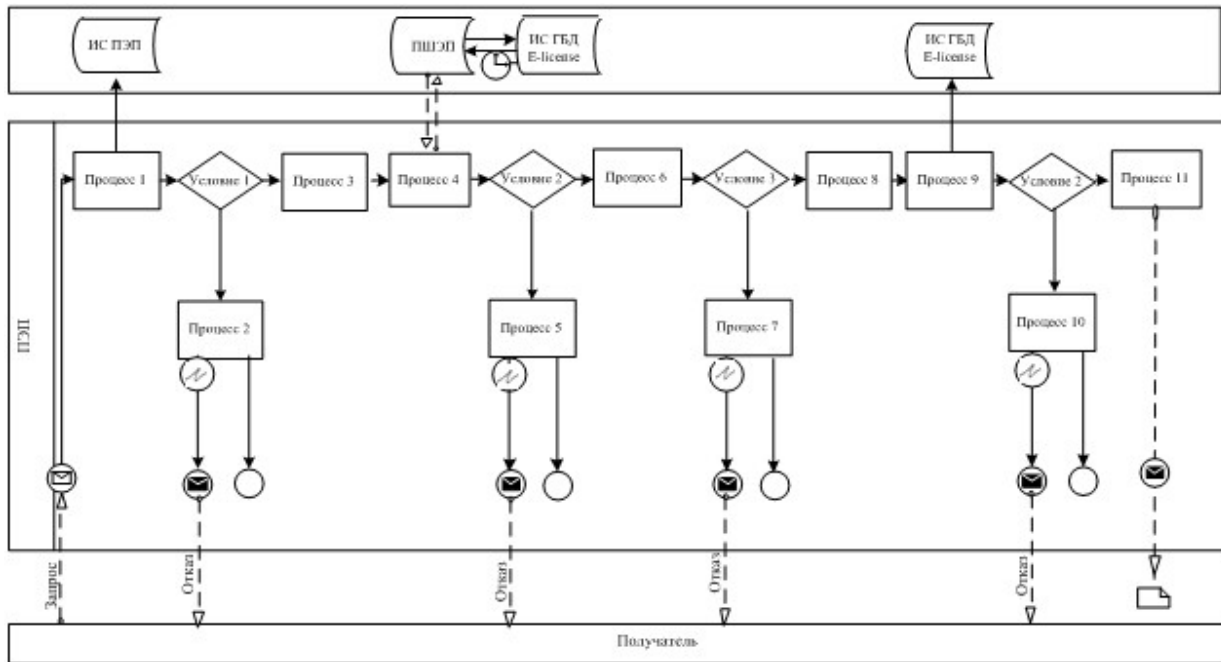 ИС ПЭП
ПШЭП
ИС ГБД
E-license
ИС ГБД
E-license
Процесс 1
Условие 1
Процесс 3
Процесс 4
Условие 2
Процесс 6
Условие 3
Процесс 8
Процесс 9
Условие 2
Процесс 11
Процесс 2
Процесс 5
Процесс 7
Процесс 10
Запрос
Отказ
Отказ
Отказ
Отказ
Получатель